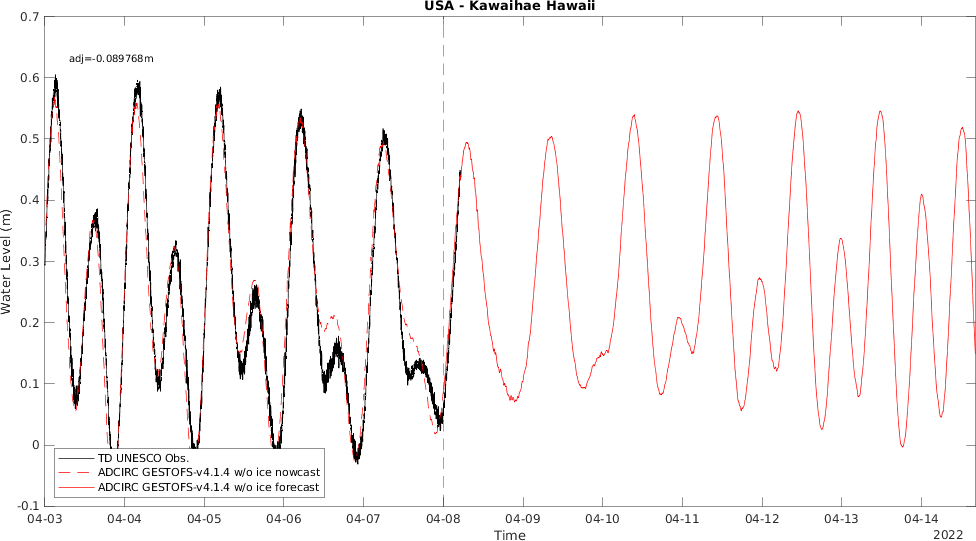 USA - Kawaihae Hawaii
adj=-0.089768m
Water Level (m)
0.7
0.6
0.5
0.4
0.3
0.2
0.1
0
-0.1
TD UNESCO Obs.
ADCIRC GESTOFS-v4.1.4 w/o ice nowcast
ADCIRC GESTOFS-v4.1.4 w/o ice forecast
04-03 04-04 04-05 04-06 04-07 04-08 04-09 04-10 04-11 04-12 04-13 04-14
Time
2022